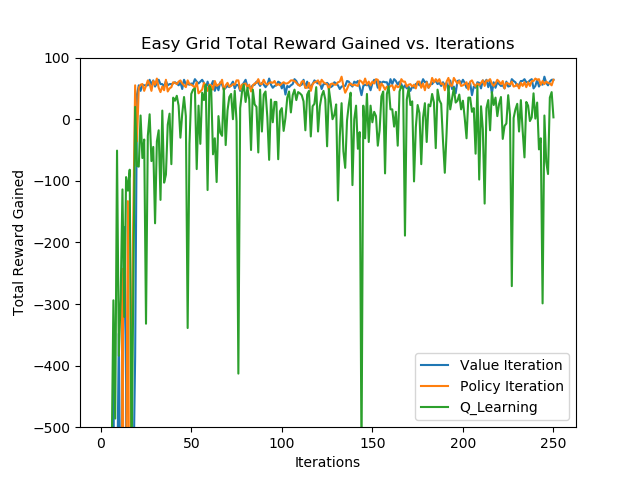 Easy Grid Total Reward Gained vs. Iterations
Total Reward Gained
100
0
−100
−200
−300
−400
−500
0 50 100 150 200 250
Iterations
Value Iteration
Policy Iteration
Q_Learning